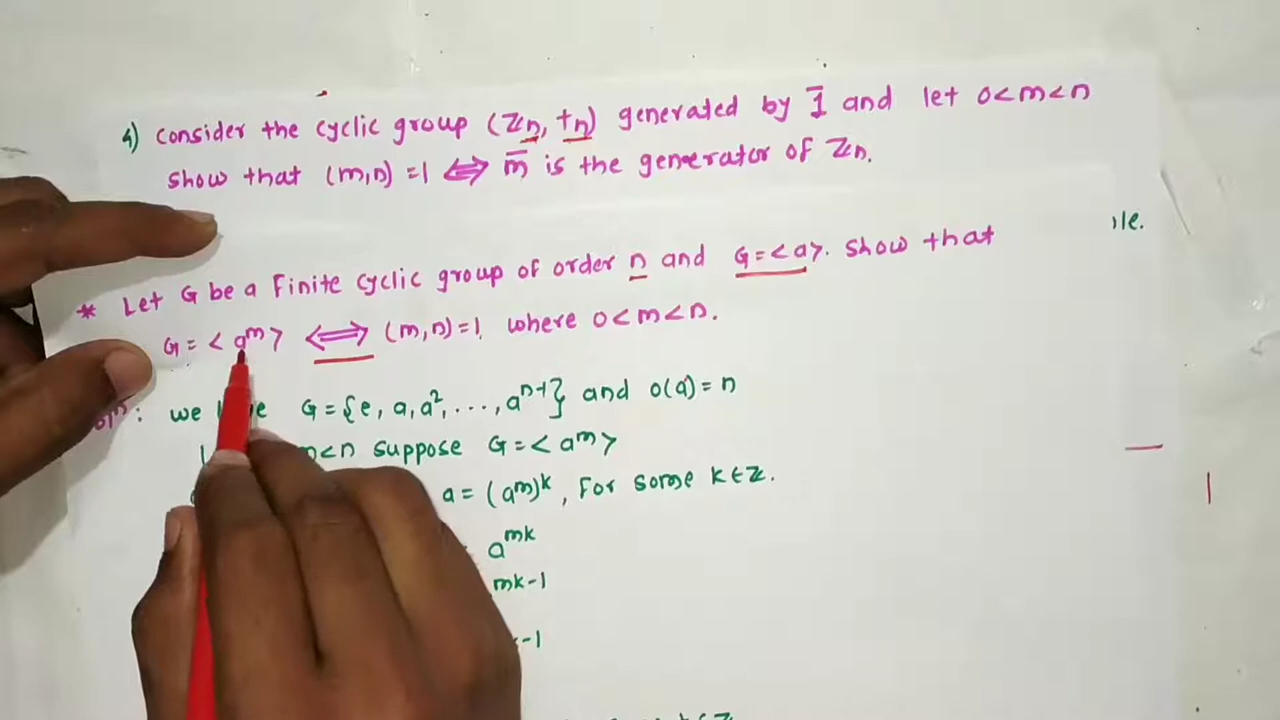 4) Consider the cyclic group (Zn, +n) generated by 1̄ and let 0<m<n
show that (m,n) =1 ⟺ m̄ is the generator of Zn.
ile.
* Let G be a Finite cyclic group of order n and G=<a>. show that
G = <a^m> ⟺ (m,n)=1 where 0<m<n.
: we G={e, a, a², ..., a^n-1} and o(a) = n
m<n suppose G=<a^m>
a = (a^m)^k, For some k∈Z.
a^mk
mk-1
-1